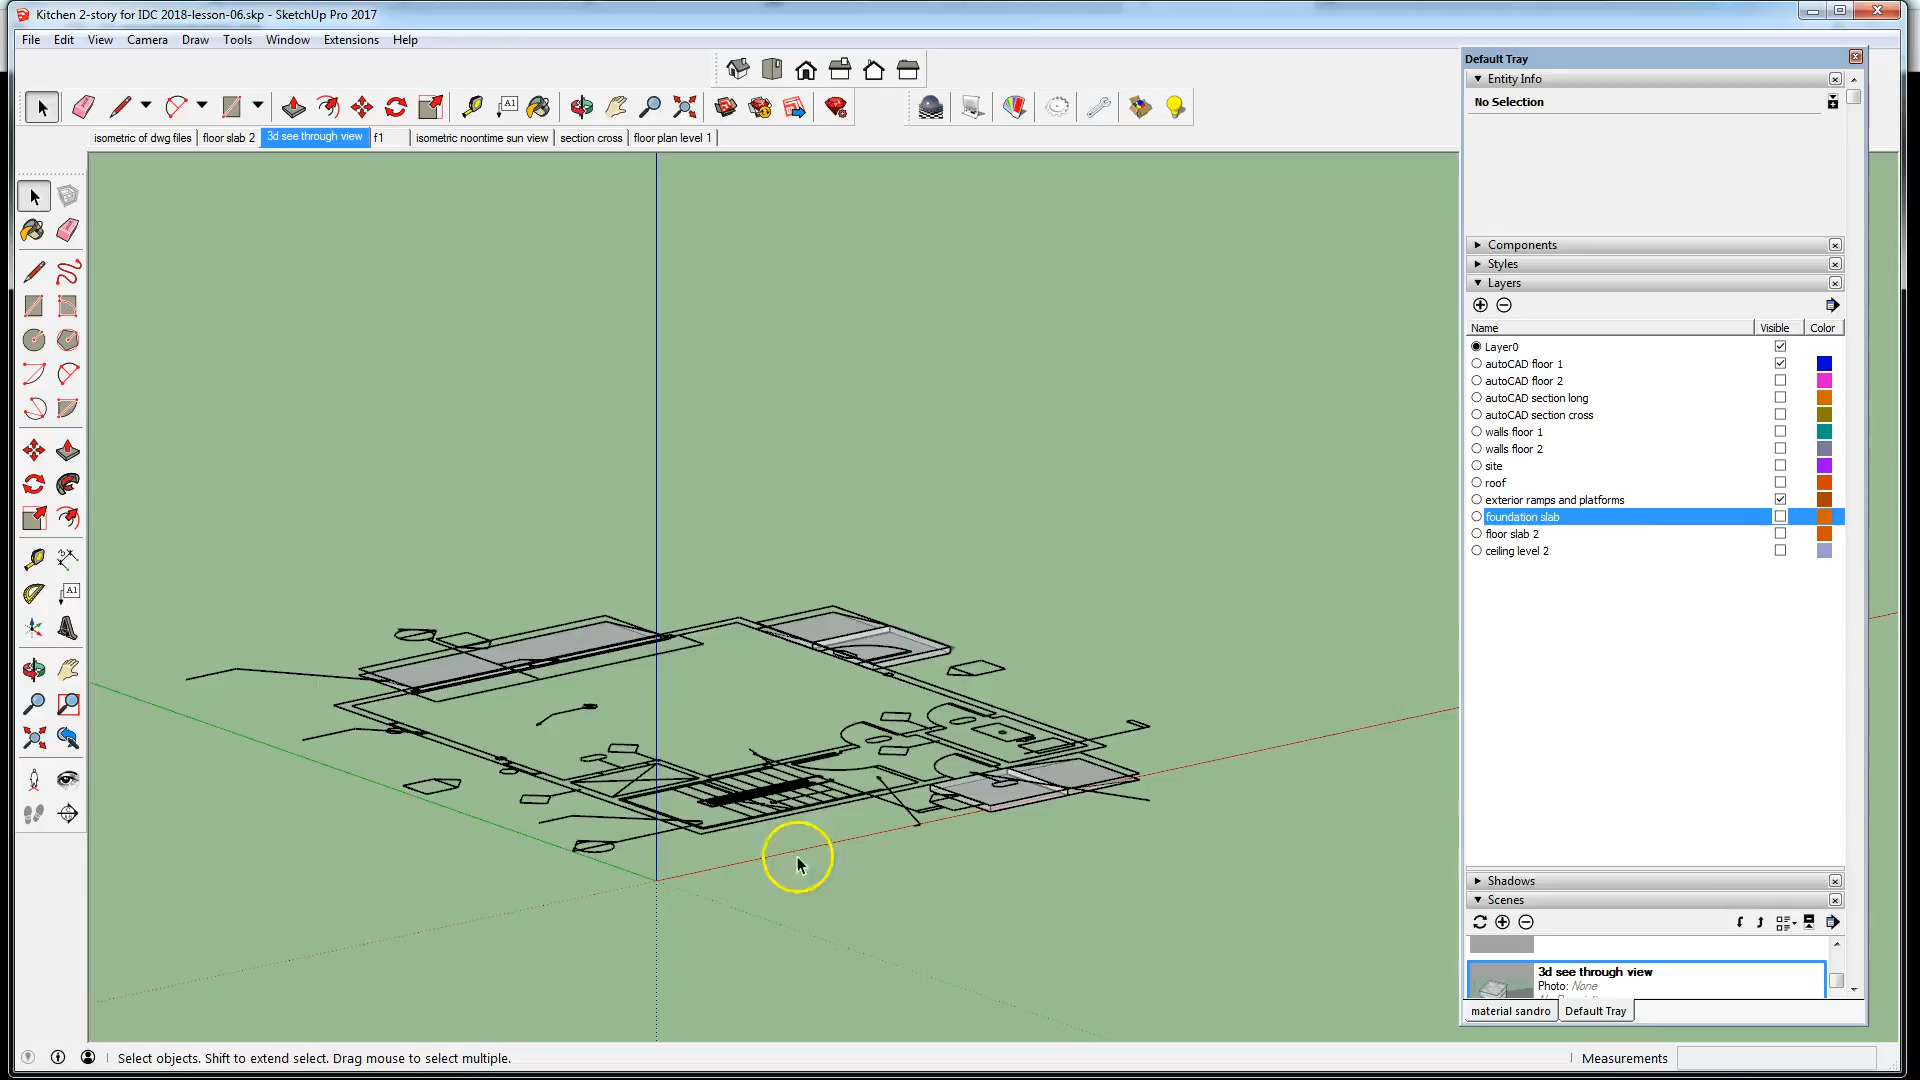 Kitchen 2-story for IDC 2018-lesson-06.skp - SketchUp Pro 2017
File Edit View Camera Draw Tools Window Extensions Help
Default Tray
Entity Info
No Selection
A1
isometric of dwg files floor slab 2 3d see through view f1 isometric noontime sun view section cross floor plan level 1
Components
Styles
Layers
Name Visible Color
Layer0
autoCAD floor 1
autoCAD floor 2
autoCAD section long
autoCAD section cross
walls floor 1
walls floor 2
site
roof
exterior ramps and platforms
foundation slab
floor slab 2
ceiling level 2
A1
Shadows
Scenes
3d see through view
Photo: None
material sandro Default Tray
Select objects. Shift to extend select. Drag mouse to select multiple.
Measurements